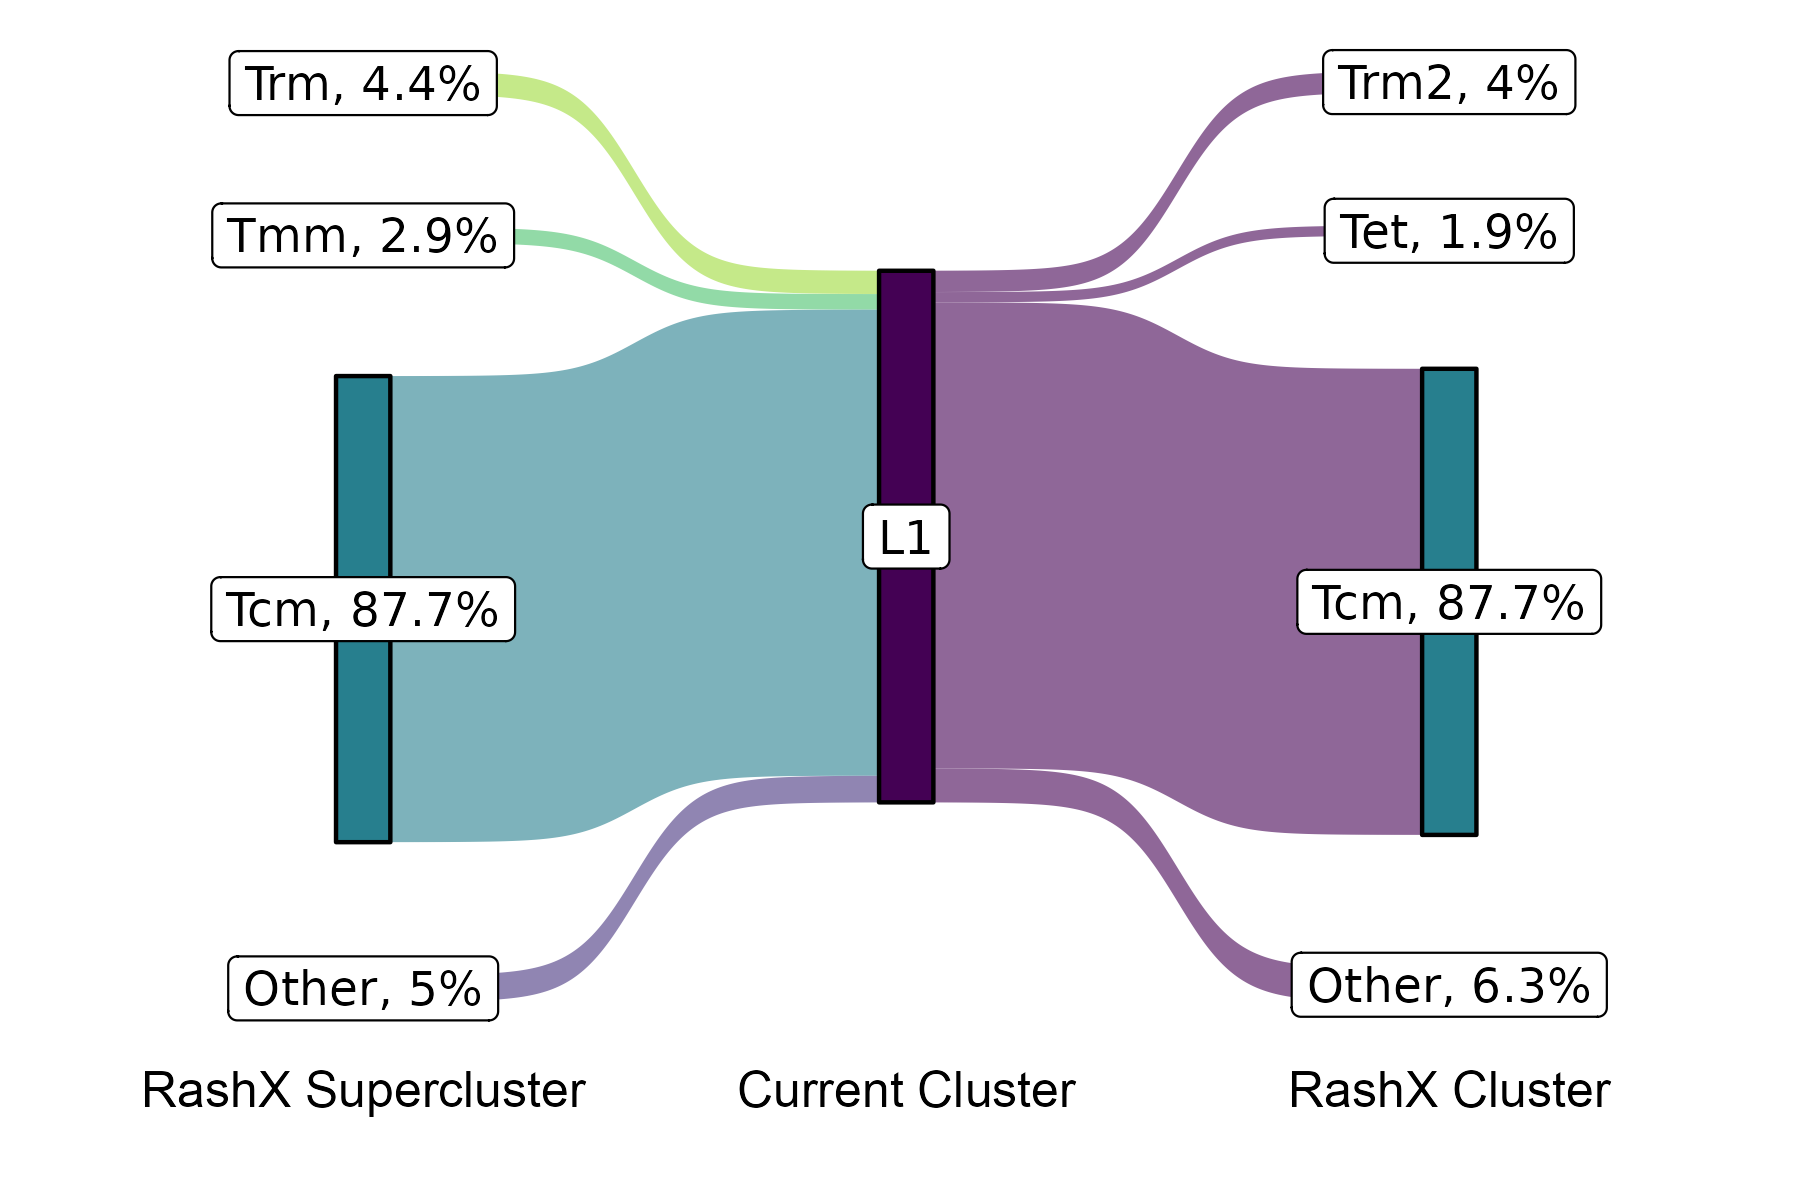 Trm, 4.4%
Trm2, 4%
Tmm, 2.9%
Tet, 1.9%
L1
Tcm, 87.7%
Tcm, 87.7%
Other, 5%
Other, 6.3%
RashX Supercluster
Current Cluster
RashX Cluster